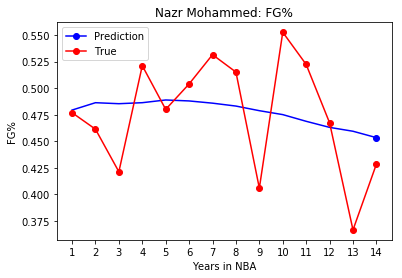 Nazr Mohammed: FG%
Prediction
True
0.550
0.525
0.500
0.475
0.450
0.425
0.400
0.375
FG%
1 2 3 4 5 6 7 8 9 10 11 12 13 14
Years in NBA